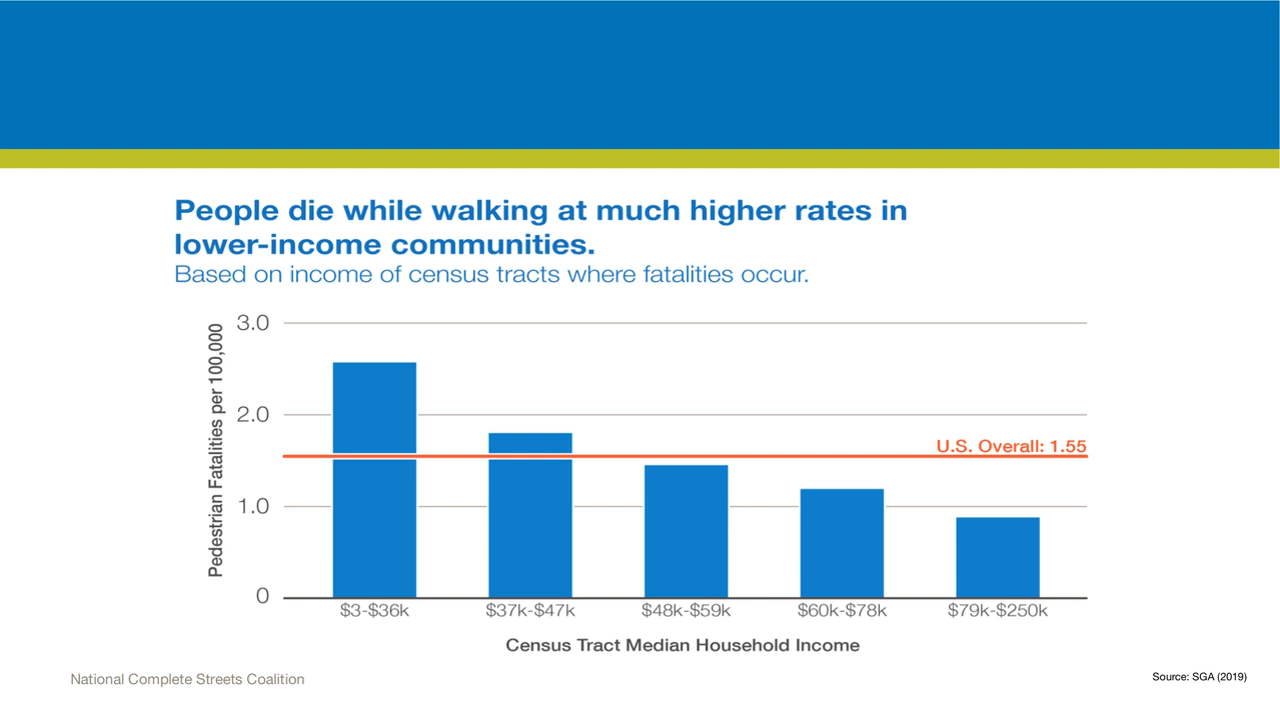 People die while walking at much higher rates in
lower-income communities.
Based on income of census tracts where fatalities occur.
Pedestrian Fatalities per 100,000
3.0
2.0
1.0
0
U.S. Overall: 1.55
$3-$36k
$37k-$47k
$48k-$59k
$60k-$78k
$79k-$250k
Census Tract Median Household Income
National Complete Streets Coalition
Source: SGA (2019)